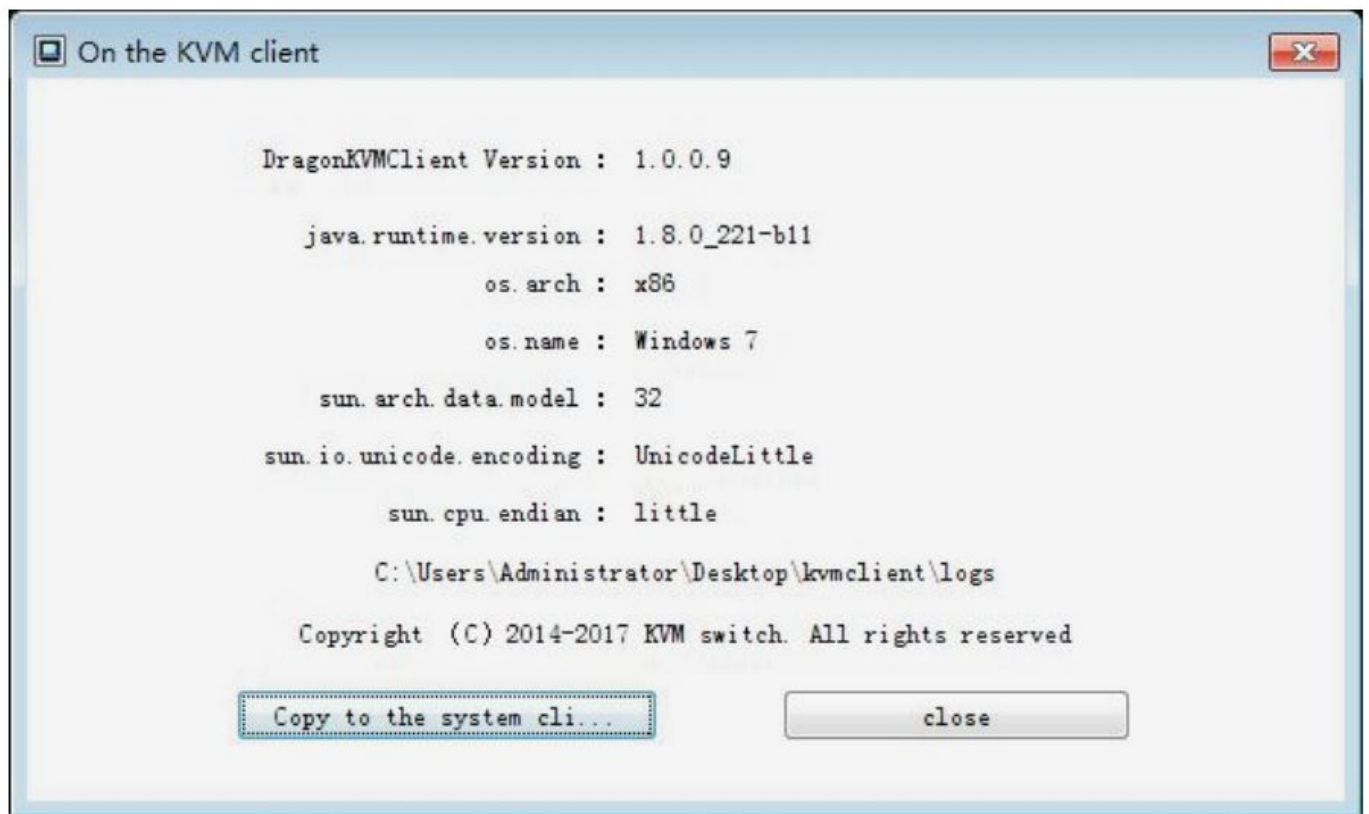 On the KVM client
DragonKVMClient Version : 1.0.0.9
java.runtime.version : 1.8.0_221-b11
os.arch : x86
os.name : Windows 7
sun.arch.data.model : 32
sun.io.unicode.encoding : UnicodeLittle
sun.cpu.endian : little
C:\Users\Administrator\Desktop\kvmclient\logs
Copyright (C) 2014-2017 KVM switch. All rights reserved
Copy to the system cli...
close